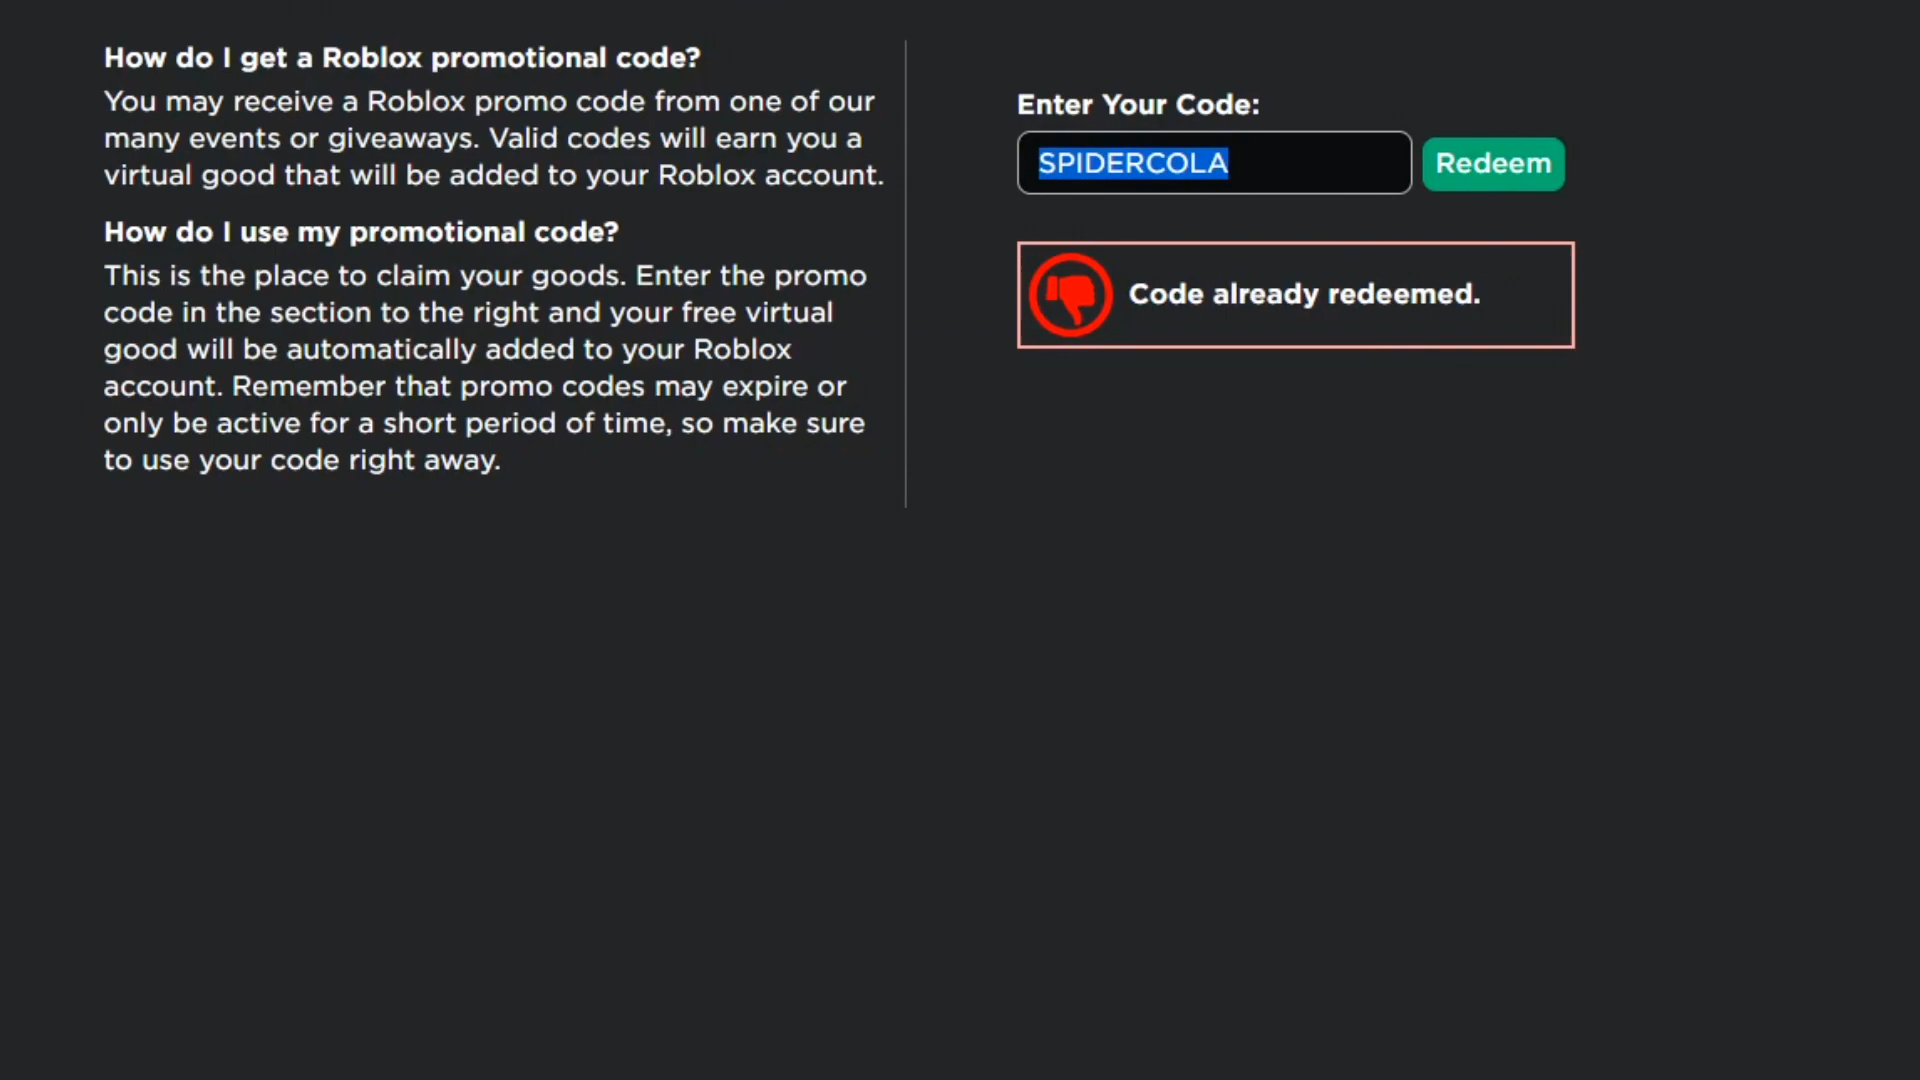 How do I get a Roblox promotional code?
You may receive a Roblox promo code from one of our
many events or giveaways. Valid codes will earn you a
virtual good that will be added to your Roblox account.
How do I use my promotional code?
This is the place to claim your goods. Enter the promo
code in the section to the right and your free virtual
good will be automatically added to your Roblox
account. Remember that promo codes may expire or
only be active for a short period of time, so make sure
to use your code right away.
Enter Your Code:
SPIDERCOLA
Redeem
Code already redeemed.